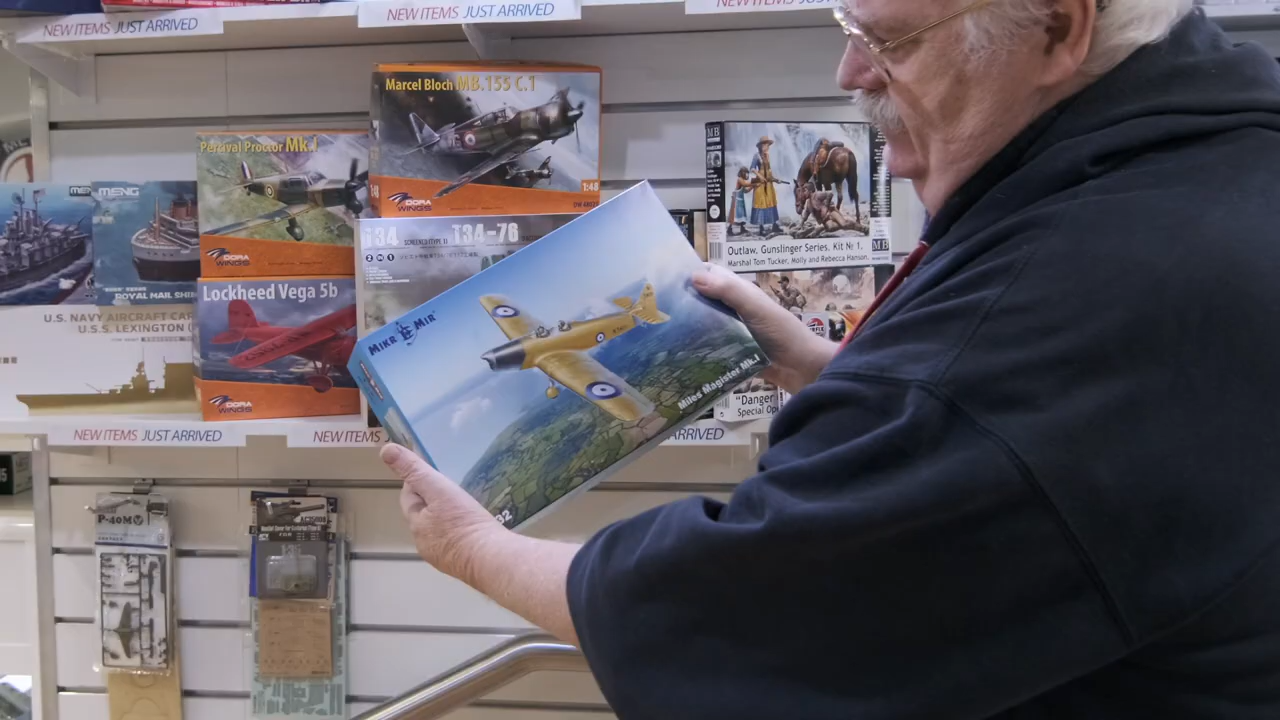 NEW ITEMS JUST ARRIVED
NEW ITEMS JUST ARRIVED
NEW ITEMS JUST ARRIVED
Marcel Bloch MB.155 C.1
1:48
DORA
WINGS
Percival Proctor Mk.I
DORA
WINGS
MENG
ROYAL MAIL
U.S. NAVY AIRCRAFT
U.S.S. LEXINGTON
Lockheed Vega 5b
DORA
WINGS
T34
SCREENED (TYPE 1)
T34-76
MIKRO MIR
Miles Magister Mk.I
32
MB
Outlaw. Gunslinger Series. Kit № 1.
Marshal Tom Tucker, Molly and Rebecca Hanson.
MB
"Danger
Special Op
NEW ITEMS JUST ARRIVED
NEW ITEMS
ARRIVED
P-40M